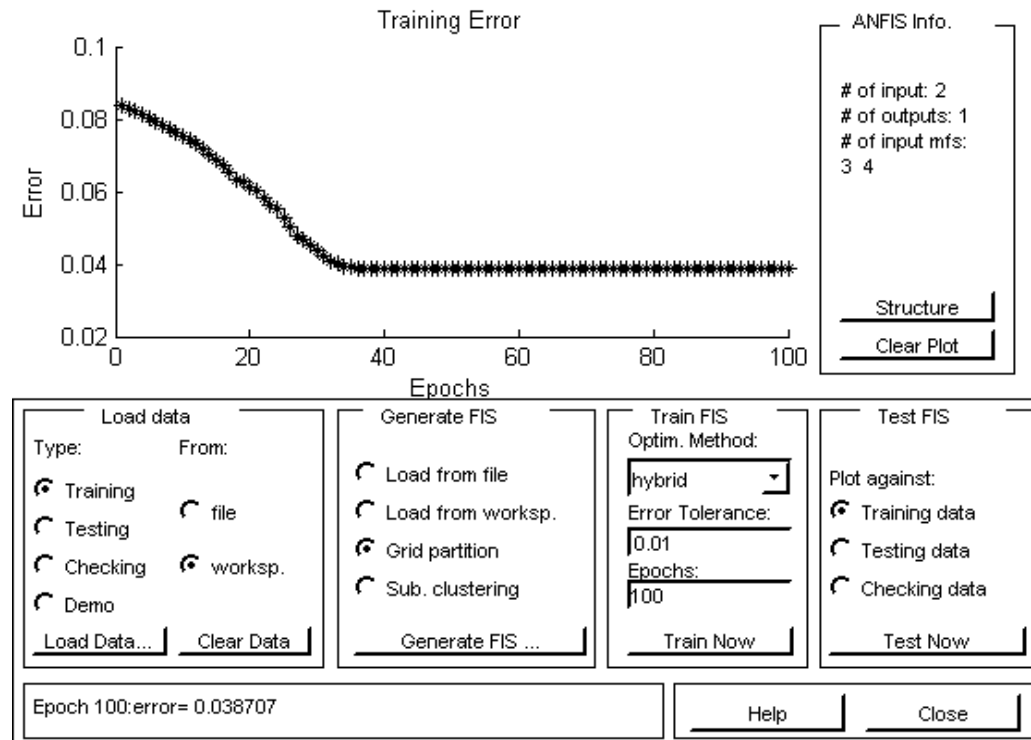 Training Error
0.1
0.08
0.06
0.04
0.02
Error
0
20
40
60
80
100
Epochs
ANFIS Info.
# of input: 2
# of outputs: 1
# of input mfs:
3 4
Structure
Clear Plot
Load data
Type:
From:
Training
Testing
Checking
Demo
file
worksp.
Load Data...
Clear Data
Generate FIS
Load from file
Load from worksp.
Grid partition
Sub. clustering
Generate FIS ...
Train FIS
Optim. Method:
hybrid
Error Tolerance:
0.01
Epochs:
100
Train Now
Test FIS
Plot against:
Training data
Testing data
Checking data
Test Now
Epoch 100:error= 0.038707
Help
Close